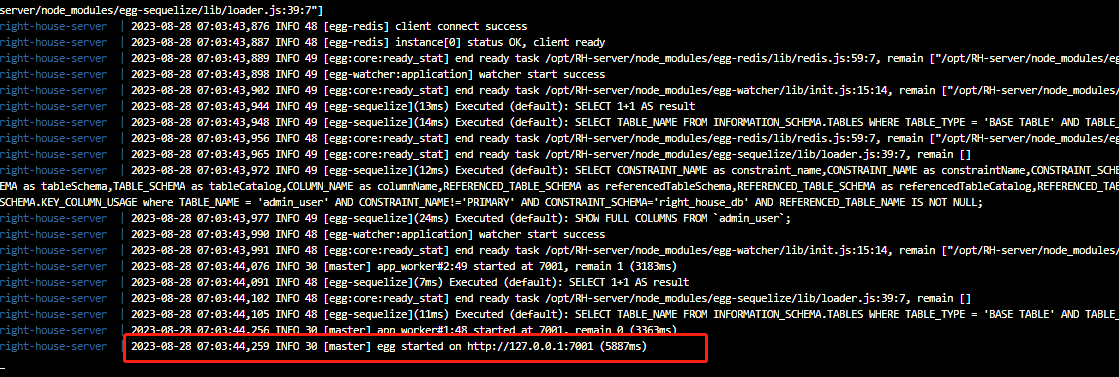 server/node_modules/egg-sequelize/lib/loader.js:39:7"]
right-house-server | 2023-08-28 07:03:43,876 INFO 48 [egg-redis] client connect success
right-house-server | 2023-08-28 07:03:43,887 INFO 48 [egg-redis] instance[0] status OK, client ready
right-house-server | 2023-08-28 07:03:43,889 INFO 49 [egg:core:ready_stat] end ready task /opt/RH-server/node_modules/egg-redis/lib/redis.js:59:7, remain ["/opt/RH-server/node_modules/eg
right-house-server | 2023-08-28 07:03:43,898 INFO 49 [egg-watcher:application] watcher start success
right-house-server | 2023-08-28 07:03:43,902 INFO 49 [egg:core:ready_stat] end ready task /opt/RH-server/node_modules/egg-watcher/lib/init.js:15:14, remain ["/opt/RH-server/node_modules/
right-house-server | 2023-08-28 07:03:43,944 INFO 49 [egg-sequelize](13ms) Executed (default): SELECT 1+1 AS result
right-house-server | 2023-08-28 07:03:43,948 INFO 49 [egg-sequelize](14ms) Executed (default): SELECT TABLE_NAME FROM INFORMATION_SCHEMA.TABLES WHERE TABLE_TYPE = 'BASE TABLE' AND TABLE_
right-house-server | 2023-08-28 07:03:43,956 INFO 48 [egg:core:ready_stat] end ready task /opt/RH-server/node_modules/egg-redis/lib/redis.js:59:7, remain ["/opt/RH-server/node_modules/eg
right-house-server | 2023-08-28 07:03:43,965 INFO 49 [egg:core:ready_stat] end ready task /opt/RH-server/node_modules/egg-sequelize/lib/loader.js:39:7, remain []
right-house-server | 2023-08-28 07:03:43,972 INFO 49 [egg-sequelize](12ms) Executed (default): SELECT CONSTRAINT_NAME as constraint_name,CONSTRAINT_NAME as constraintName,CONSTRAINT_SCHE
EMA as tableSchema,TABLE_SCHEMA as tableCatalog,COLUMN_NAME as columnName,REFERENCED_TABLE_SCHEMA as referencedTableSchema,REFERENCED_TABLE_SCHEMA as referencedTableCatalog,REFERENCED_TA
SCHEMA.KEY_COLUMN_USAGE where TABLE_NAME = 'admin_user' AND CONSTRAINT_NAME!='PRIMARY' AND CONSTRAINT_SCHEMA='right_house_db' AND REFERENCED_TABLE_NAME IS NOT NULL;
right-house-server | 2023-08-28 07:03:43,977 INFO 49 [egg-sequelize](24ms) Executed (default): SHOW FULL COLUMNS FROM `admin_user`;
right-house-server | 2023-08-28 07:03:43,990 INFO 48 [egg-watcher:application] watcher start success
right-house-server | 2023-08-28 07:03:43,991 INFO 48 [egg:core:ready_stat] end ready task /opt/RH-server/node_modules/egg-watcher/lib/init.js:15:14, remain ["/opt/RH-server/node_modules/
right-house-server | 2023-08-28 07:03:44,076 INFO 30 [master] app_worker#2:49 started at 7001, remain 1 (3183ms)
right-house-server | 2023-08-28 07:03:44,091 INFO 48 [egg-sequelize](7ms) Executed (default): SELECT 1+1 AS result
right-house-server | 2023-08-28 07:03:44,102 INFO 48 [egg:core:ready_stat] end ready task /opt/RH-server/node_modules/egg-sequelize/lib/loader.js:39:7, remain []
right-house-server | 2023-08-28 07:03:44,105 INFO 48 [egg-sequelize](11ms) Executed (default): SELECT TABLE_NAME FROM INFORMATION_SCHEMA.TABLES WHERE TABLE_TYPE = 'BASE TABLE' AND TABLE_
right-house-server | 2023-08-28 07:03:44,256 INFO 30 [master] app_worker#1:48 started at 7001, remain 0 (3363ms)
right-house-server | 2023-08-28 07:03:44,259 INFO 30 [master] egg started on http://127.0.0.1:7001 (5887ms)